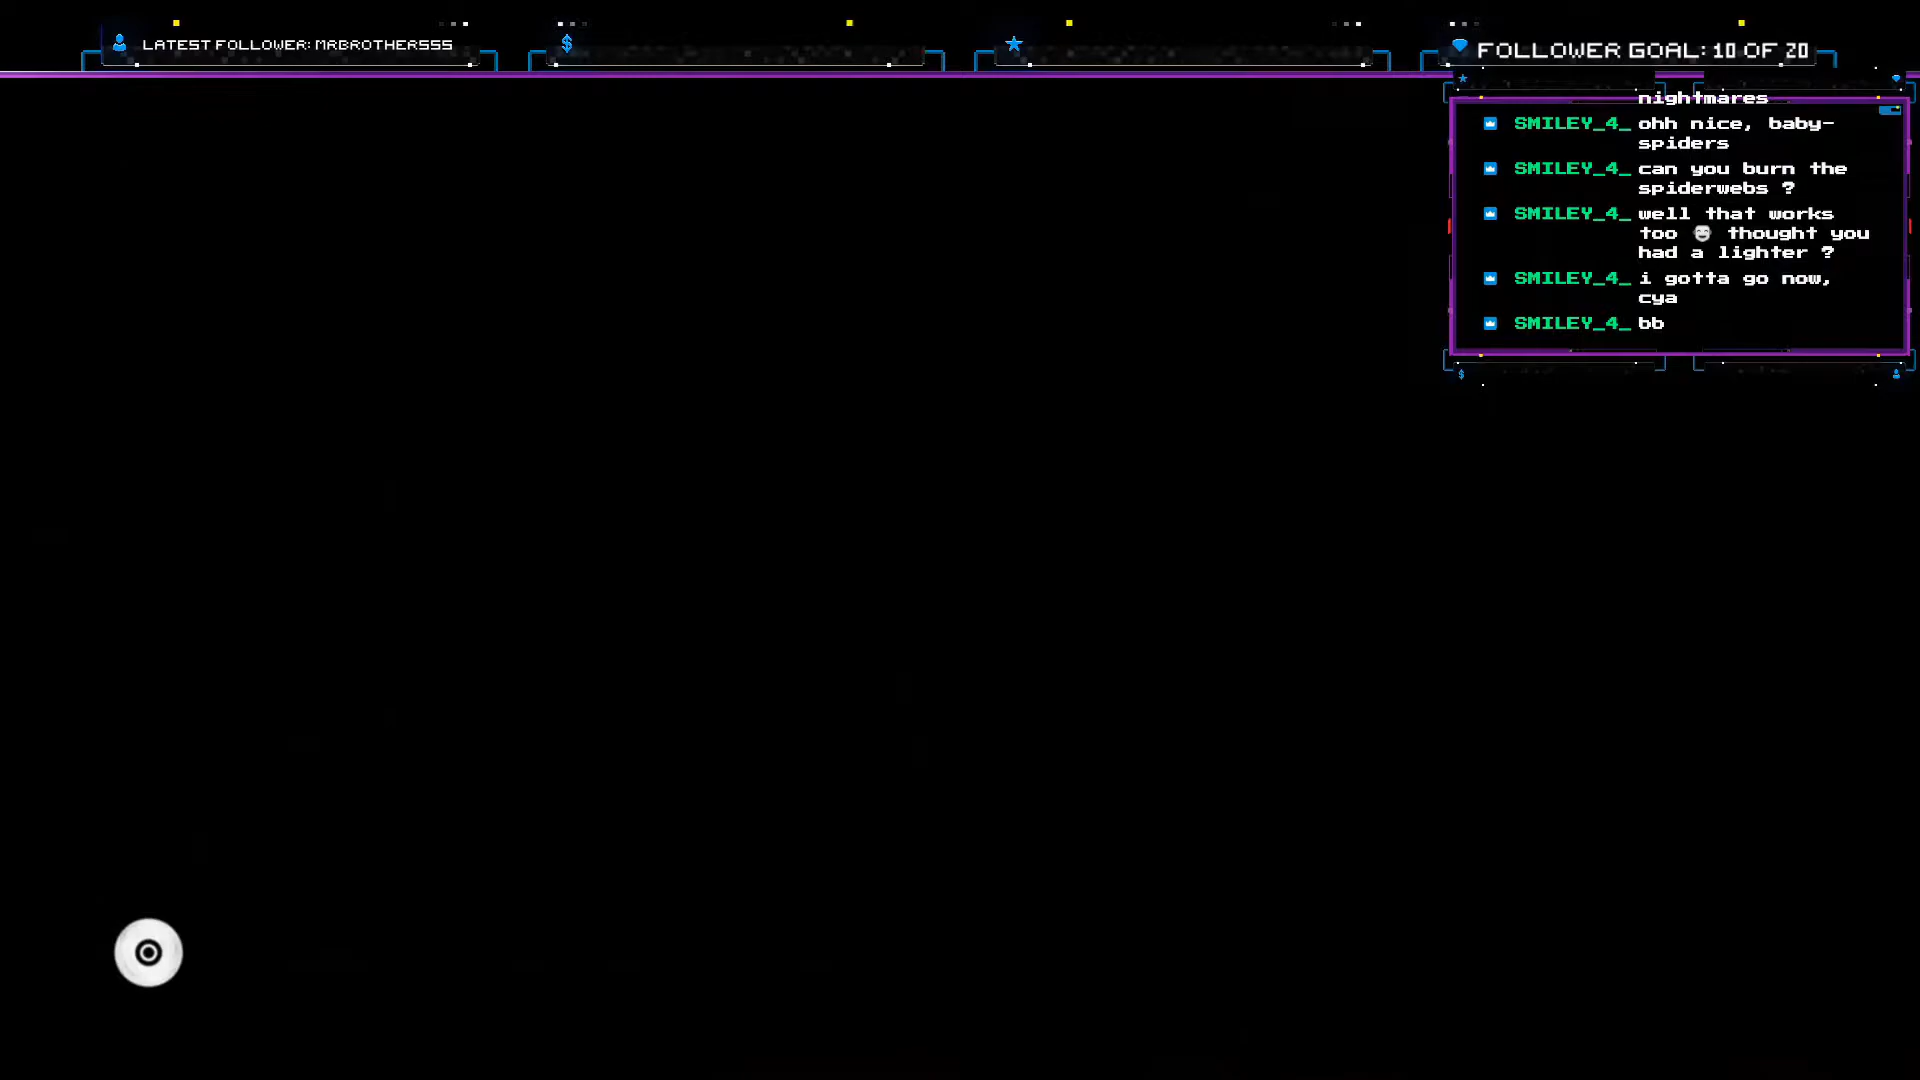 LATEST FOLLOWER: MRBROTHERSSS
FOLLOWER GOAL: 10 OF 20
nightmares
SMILEY_4_ ohh nice, baby-
spiders
SMILEY_4_ can you burn the
spiderwebs ?
SMILEY_4_ well that works
too 😄 thought you
had a lighter ?
SMILEY_4_ i gotta go now,
cya
SMILEY_4_ bb